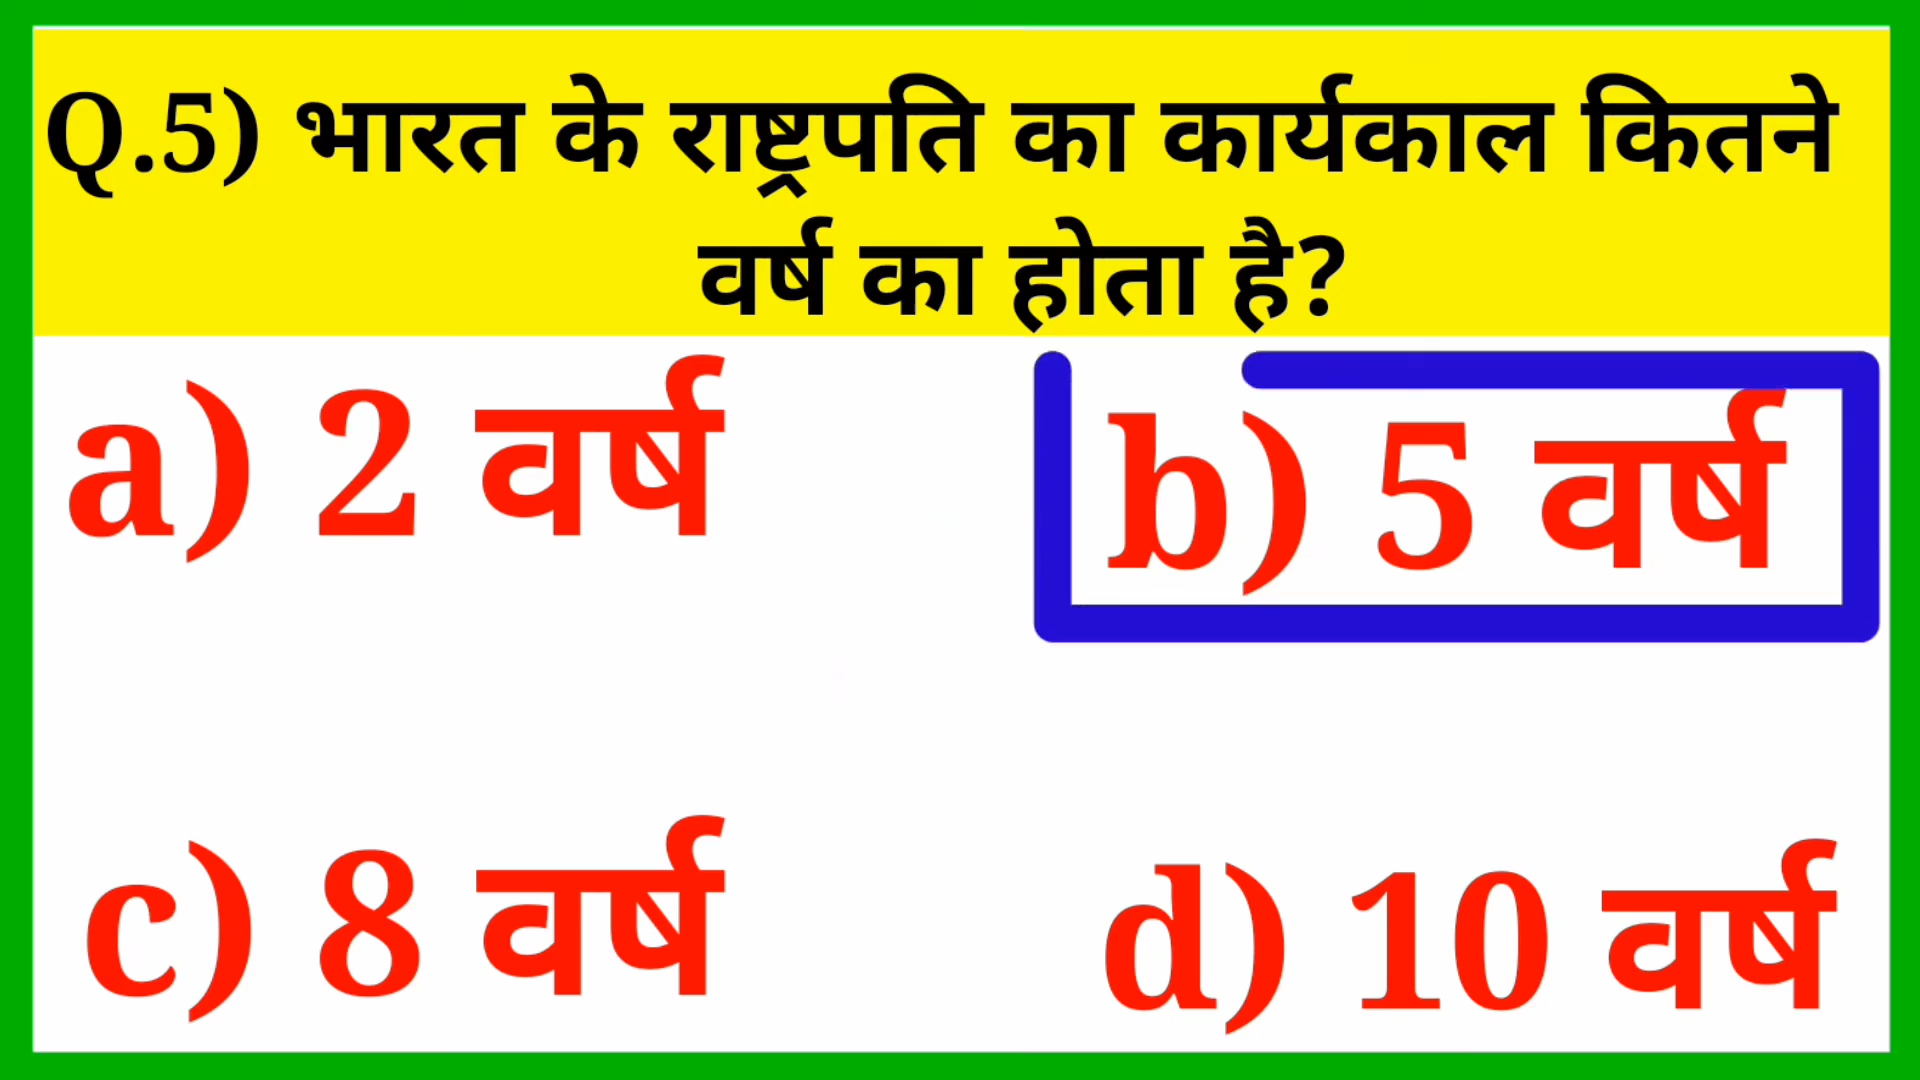 Q.5) भारत के राष्ट्रपति का कार्यकाल कितने
वर्ष का होता है?
a) 2 वर्ष
b) 5 वर्ष
c) 8 वर्ष
d) 10 वर्ष